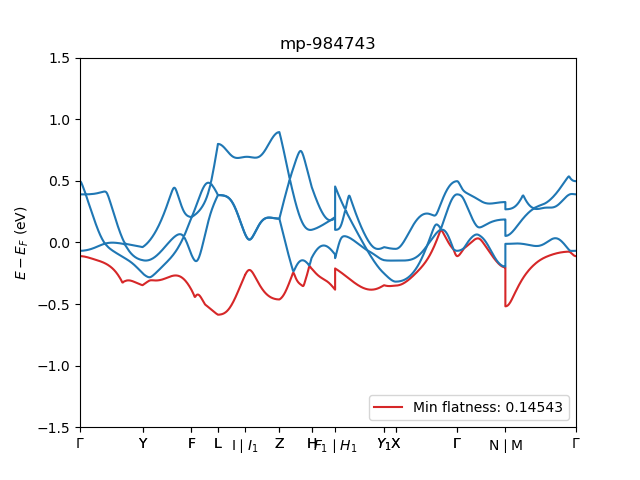 mp-984743
1.5
1.0
0.5
0.0
−0.5
−1.0
−1.5
E − E_F (eV)
Min flatness: 0.14543
Γ Y F L I | I₁ Z H F₁ | H₁ Y₁ X Γ N | M Γ